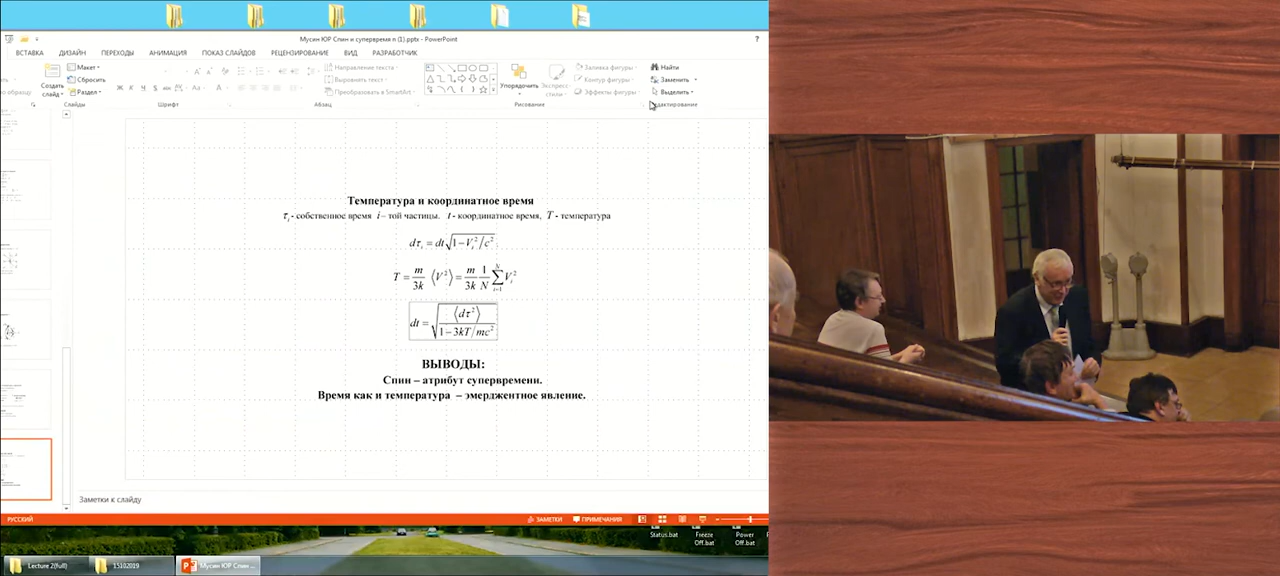 Мусин ЮР Спин и супервремя n (1).pptx - PowerPoint
?
ВСТАВКА ДИЗАЙН ПЕРЕХОДЫ АНИМАЦИЯ ПОКАЗ СЛАЙДОВ РЕЦЕНЗИРОВАНИЕ ВИД РАЗРАБОТЧИК
Макет
Сбросить
Раздел
Создать
слайд
Направление текста
Выровнять текст
Преобразовать в SmartArt
Упорядочить
Экспресс-
стили
Заливка фигуры
Контур фигуры
Эффекты фигуры
Найти
Заменить
Выделить
Слайды Шрифт Абзац Рисование
Температура и координатное время
τᵢ - собственное время i – той частицы. t - координатное время, T - температура
dτᵢ = dt√(1−Vᵢ²/c²)
T = m/3k ⟨V²⟩ = m/3k 1/N ∑ᵢ₌₁ᴺ Vᵢ²
dt = √(⟨dτ²⟩/(1−3kT/mc²))
ВЫВОДЫ:
Спин – атрибут супервремени.
Время как и температура – эмерджентное явление.
Заметки к слайду
РУССКИЙ
ЗАМЕТКИ ПРИМЕЧАНИЯ
Status.bat
Freeze
Off.bat
Power
Off.bat
Lecture 2(full) 15102019 Мусин ЮР Спин ...